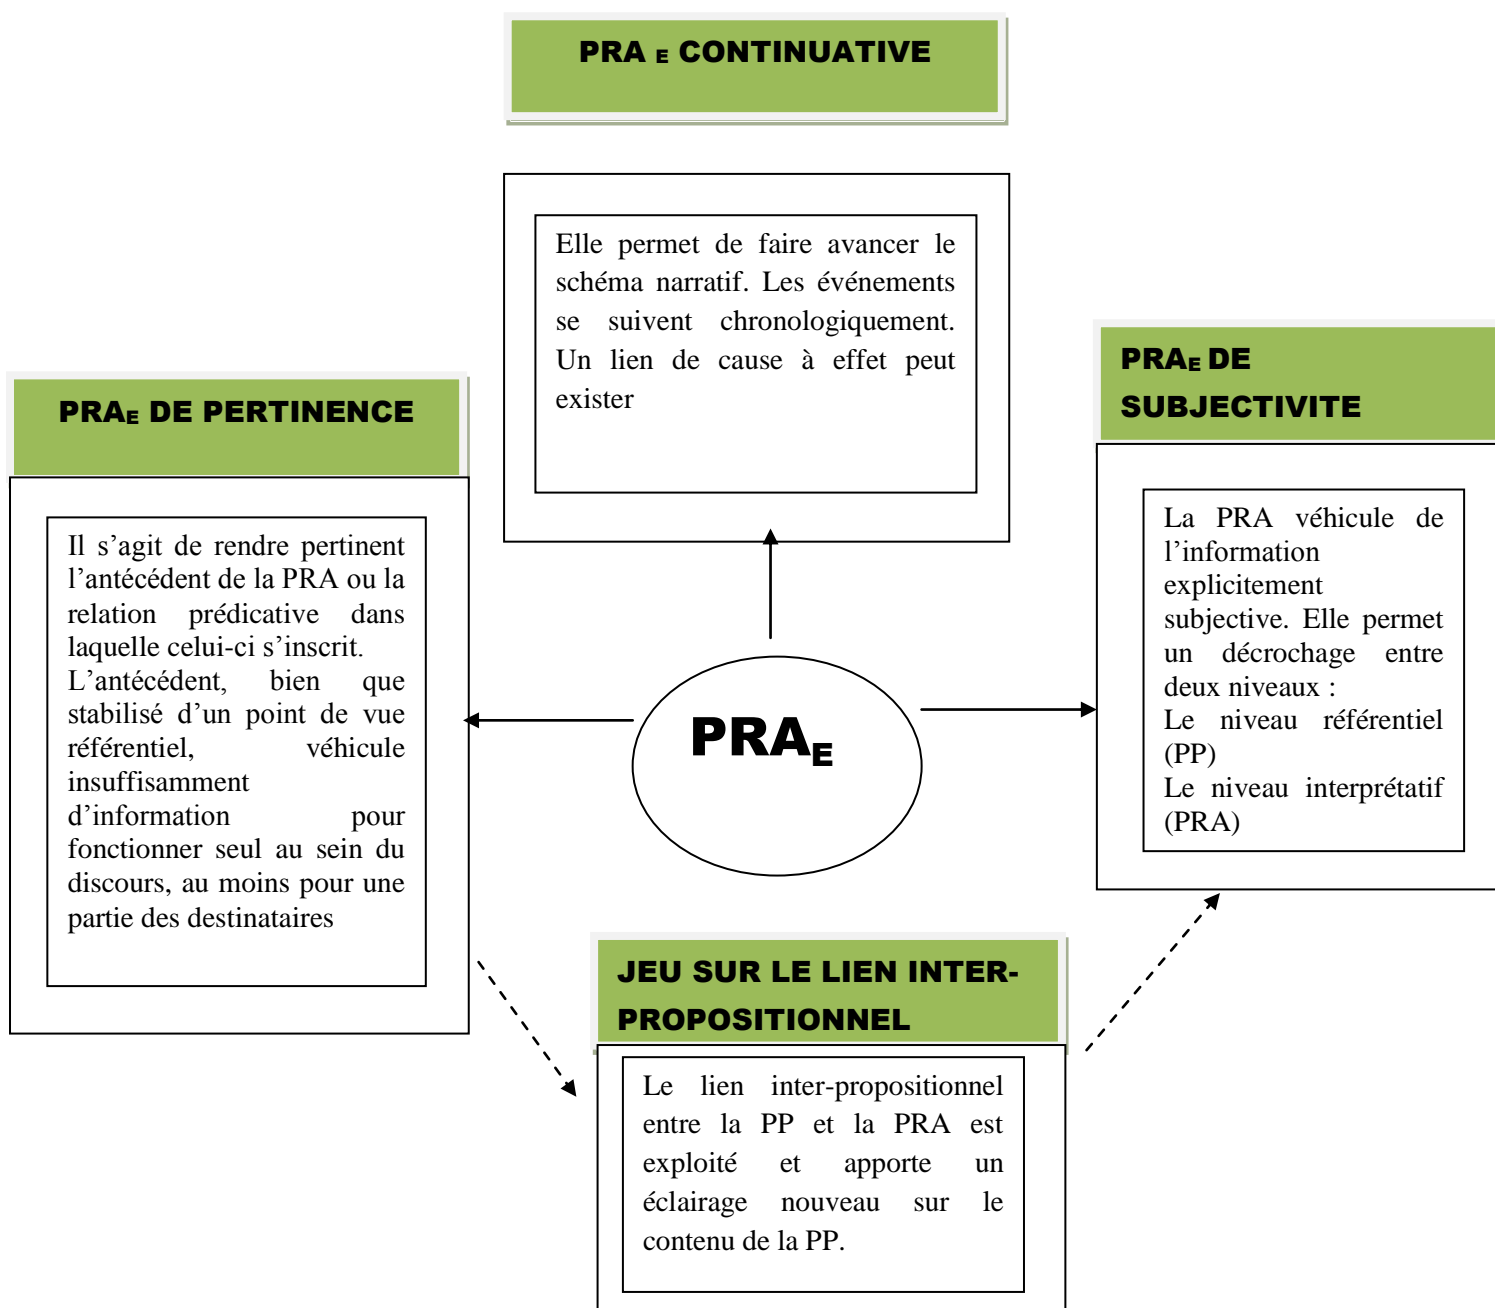 PRA E CONTINUATIVE
Elle permet de faire avancer le
schéma narratif. Les événements
se suivent chronologiquement.
Un lien de cause à effet peut
exister
PRAE DE PERTINENCE
Il s’agit de rendre pertinent
l’antécédent de la PRA ou la
relation prédicative dans
laquelle celui-ci s’inscrit.
L’antécédent, bien que
stabilisé d’un point de vue
référentiel, véhicule
insuffisamment
d’information pour
fonctionner seul au sein du
discours, au moins pour une
partie des destinataires
PRAE
PRAE DE
SUBJECTIVITE
La PRA véhicule de
l’information
explicitement
subjective. Elle permet
un décrochage entre
deux niveaux :
Le niveau référentiel
(PP)
Le niveau interprétatif
(PRA)
JEU SUR LE LIEN INTER-
PROPOSITIONNEL
Le lien inter-propositionnel
entre la PP et la PRA est
exploité et apporte un
éclairage nouveau sur le
contenu de la PP.